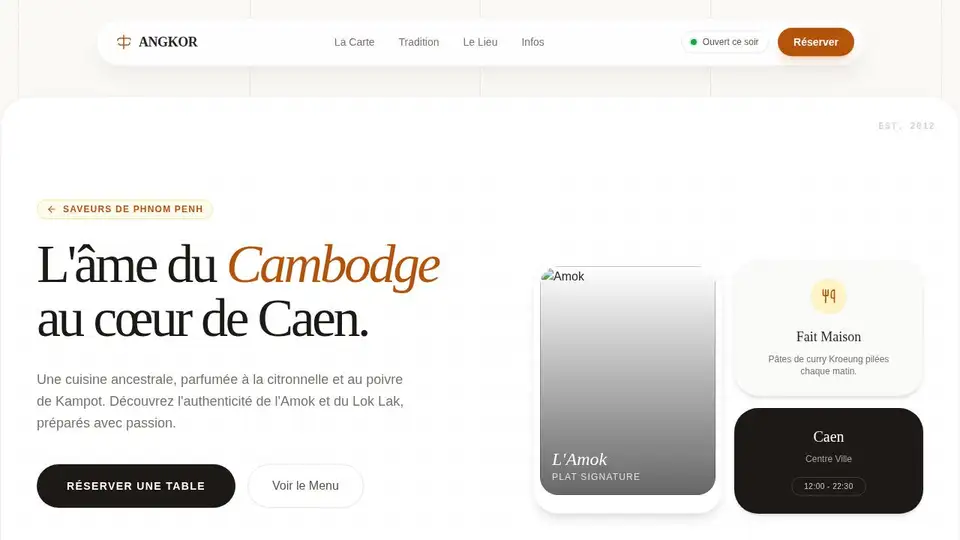 ANGKOR
La Carte
Tradition
Le Lieu
Infos
Ouvert ce soir
Réserver
EST. 2012
SAVEURS DE PHNOM PENH
L'âme du Cambodge
au cœur de Caen.
Une cuisine ancestrale, parfumée à la citronnelle et au poivre
de Kampot. Découvrez l'authenticité de l'Amok et du Lok Lak,
préparés avec passion.
RÉSERVER UNE TABLE
Voir le Menu
Amok
L'Amok
PLAT SIGNATURE
Fait Maison
Pâtes de curry Kroeung pilées
chaque matin.
Caen
Centre Ville
12:00 - 22:30